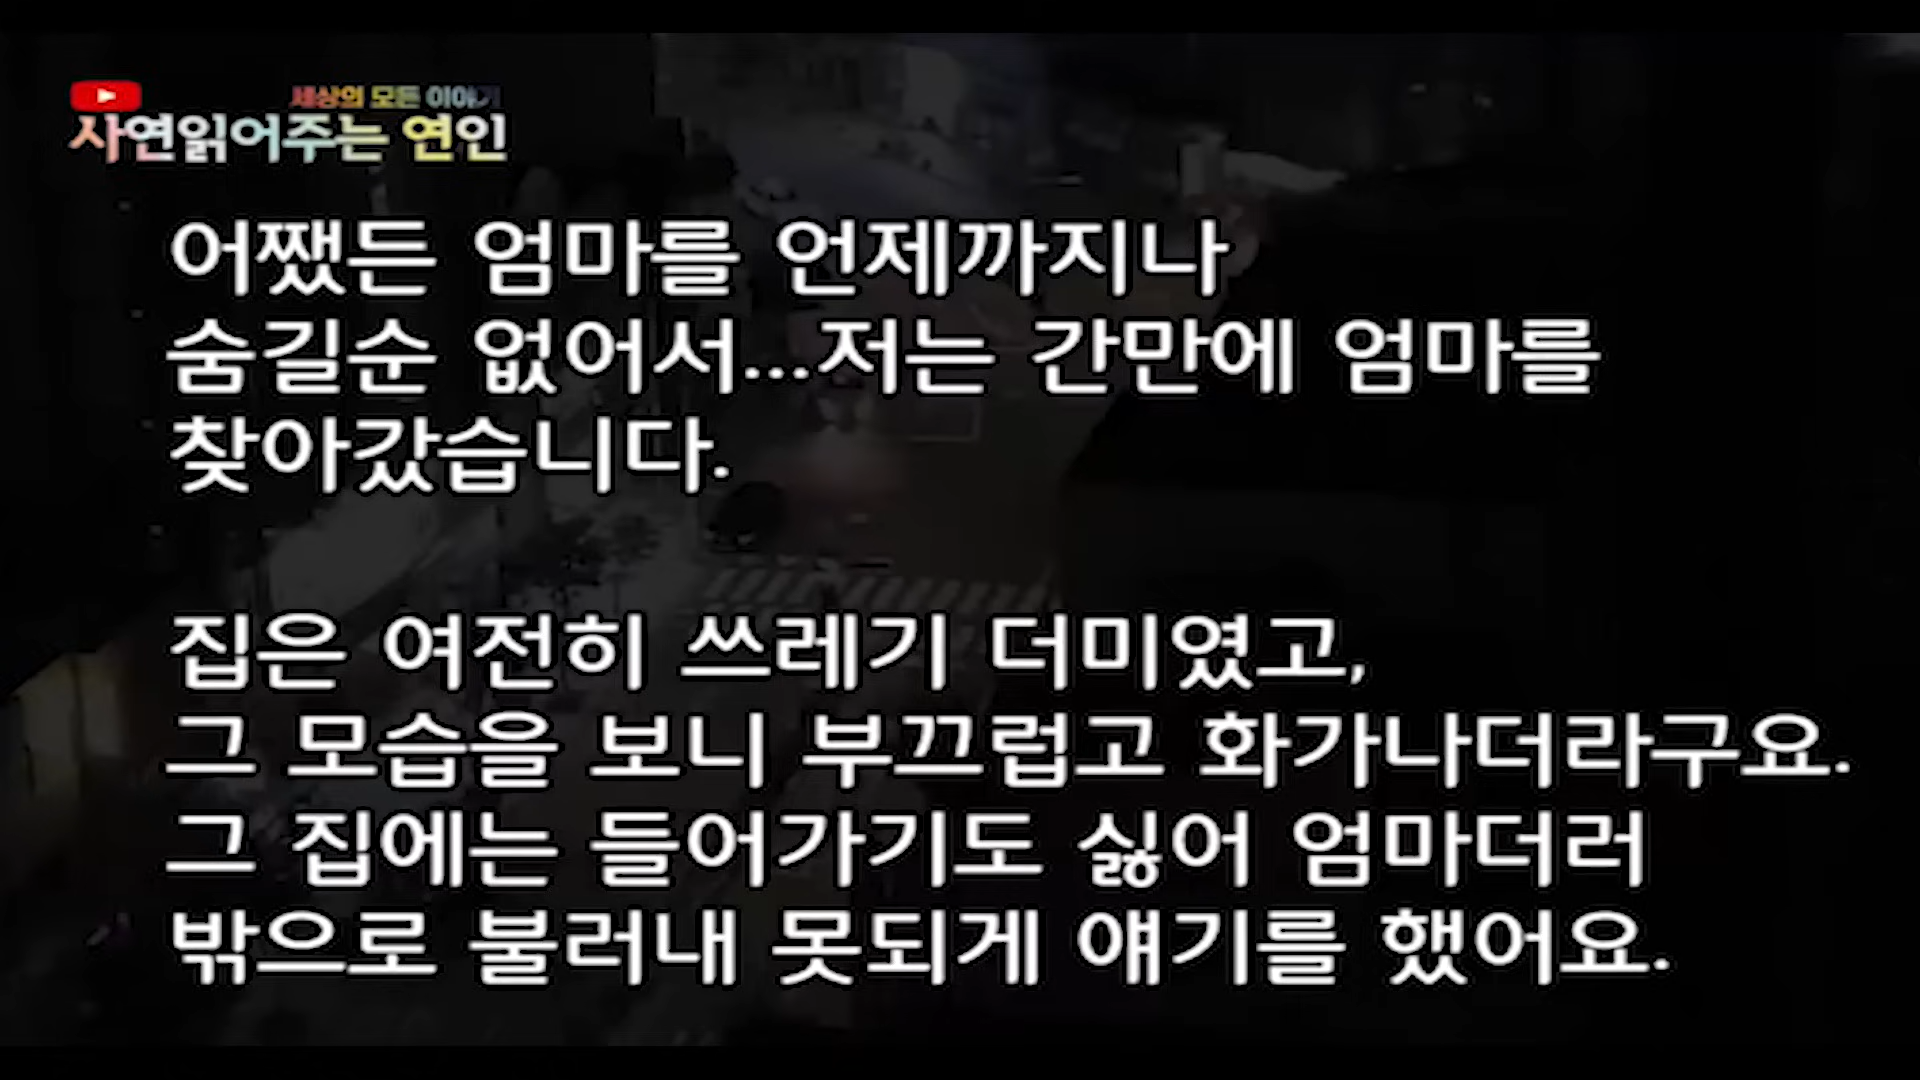 세상의 모든 이야기
사연읽어주는 연인
어쨌든 엄마를 언제까지나
숨길순 없어서...저는 간만에 엄마를
찾아갔습니다.
집은 여전히 쓰레기 더미였고,
그 모습을 보니 부끄럽고 화가나더라구요.
그 집에는 들어가기도 싫어 엄마더러
밖으로 불러내 못되게 얘기를 했어요.